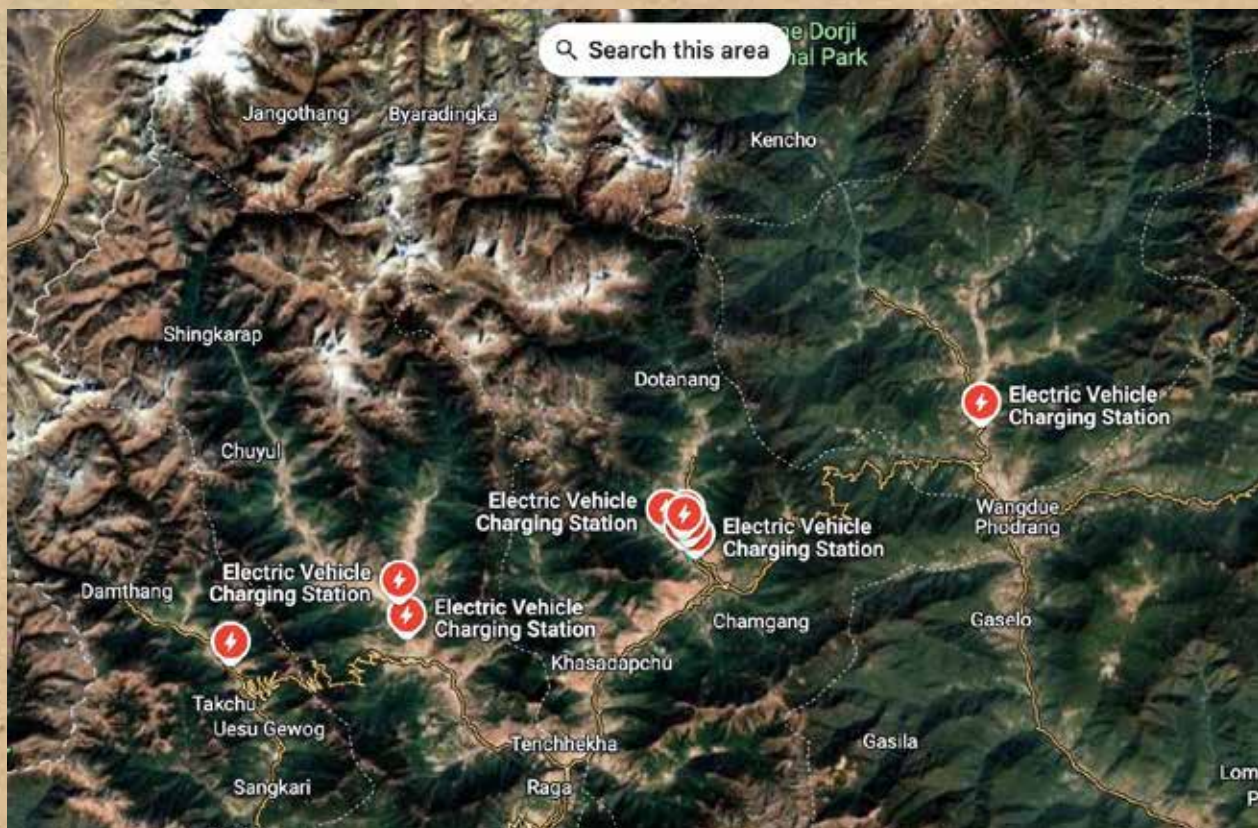 ne Dorji
Search this area
nal Park
Jangothang
Byaradingka
Kencho
Shingkarap
Dotanang
Electric Vehicle
Charging Station
Chuyul
Electric Vehicle
Charging Station
Wangdue
Phodrang
Electric Vehicle
Charging Station
Electric Vehicle
Charging Station
Damthang
Electric Vehicle
Charging Station
Chamgang
Gaselo
Khasadapchu
Takchu
Uesu Gewog
Tenchhekha
Gasila
Sangkari
Raga
Lom
P